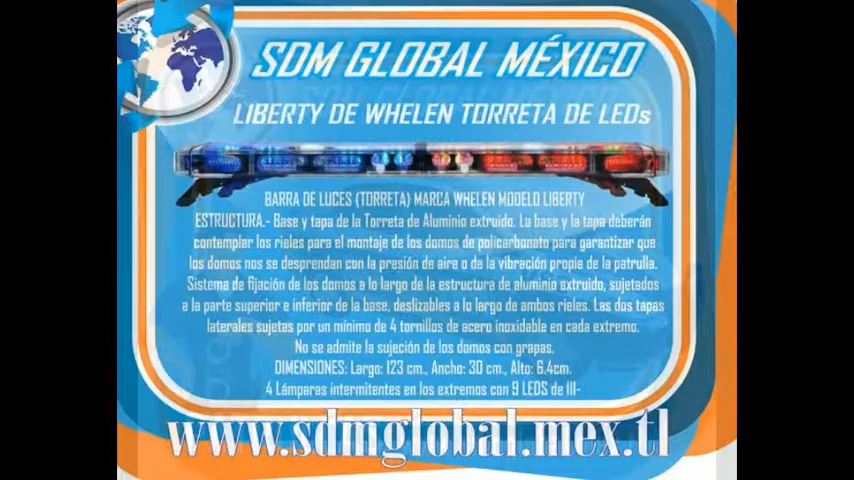 SDM GLOBAL MÉXICO
LIBERTY DE WHELEN TORRETA DE LEDs
BARRA DE LUCES (TORRETA) MARCA WHELEN MODELO LIBERTY
ESTRUCTURA.- Base y tapa de la Torreta de Aluminio extruido. La base y la tapa deberán
contemplar los rieles para el montaje de los domos de policarbonato para garantizar que
los domos nos se desprendan con la presión de aire o de la vibración propia de la patrulla.
Sistema de fijación de los domos a lo largo de la estructura de aluminio extruido, sujetados
a la parte superior e inferior de la base, deslizables a lo largo de ambos rieles. Las dos tapas
laterales sujetas por un mínimo de 4 tornillos de acero inoxidable en cada extremo.
No se admite la sujeción de los domos con grapas.
DIMENSIONES: Largo: 123 cm., Ancho: 30 cm., Alto: 6.4cm.
4 Lámparas intermitentes en los extremos con 9 LEDS de III-
www.sdmglobal.mex.tl